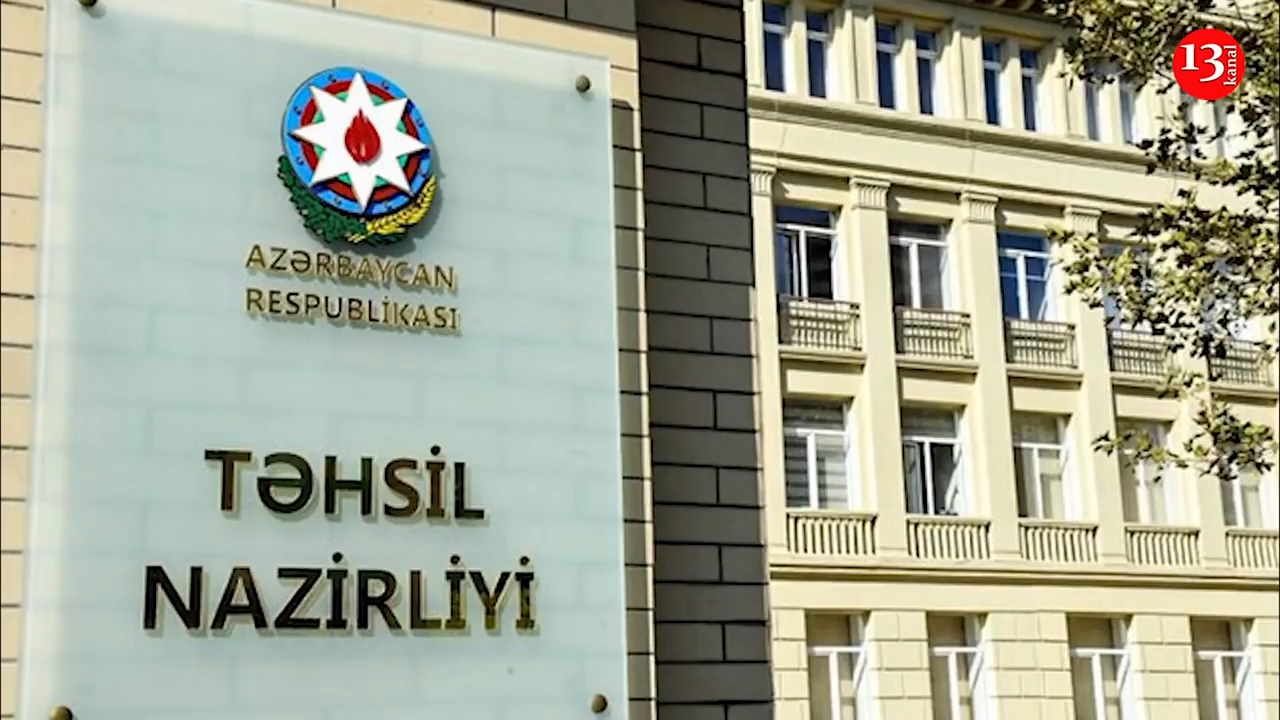 AZƏRBAYCAN
RESPUBLİKASI
TƏHSİL
NAZİRLİYİ
13
kanal